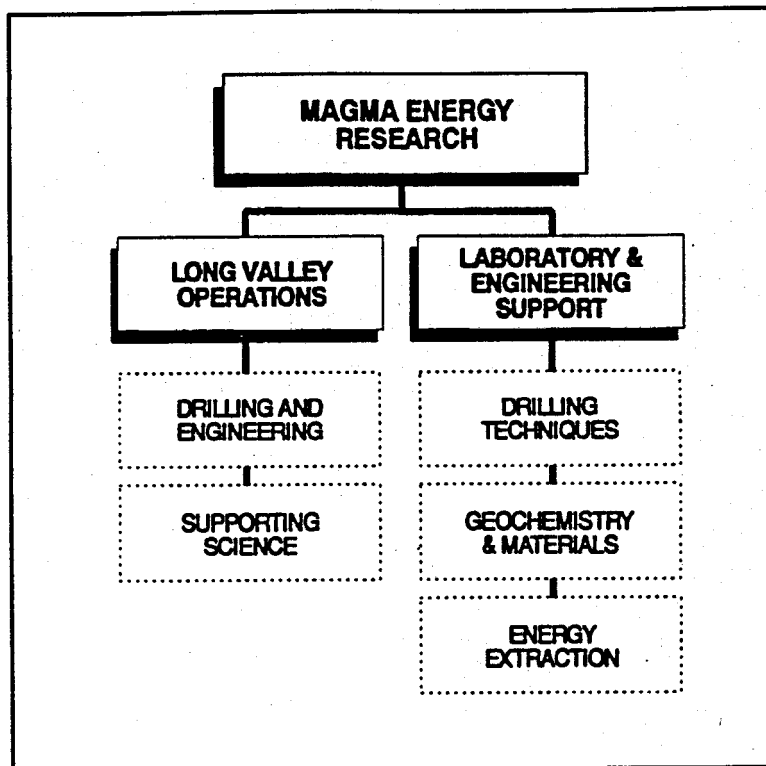 MAGMA ENERGY
RESEARCH
LONG VALLEY
OPERATIONS
LABORATORY &
ENGINEERING
SUPPORT
DRILLING AND
ENGINEERING
DRILLING
TECHNIQUES
SUPPORTING
SCIENCE
GEOCHEMISTRY
& MATERIALS
ENERGY
EXTRACTION